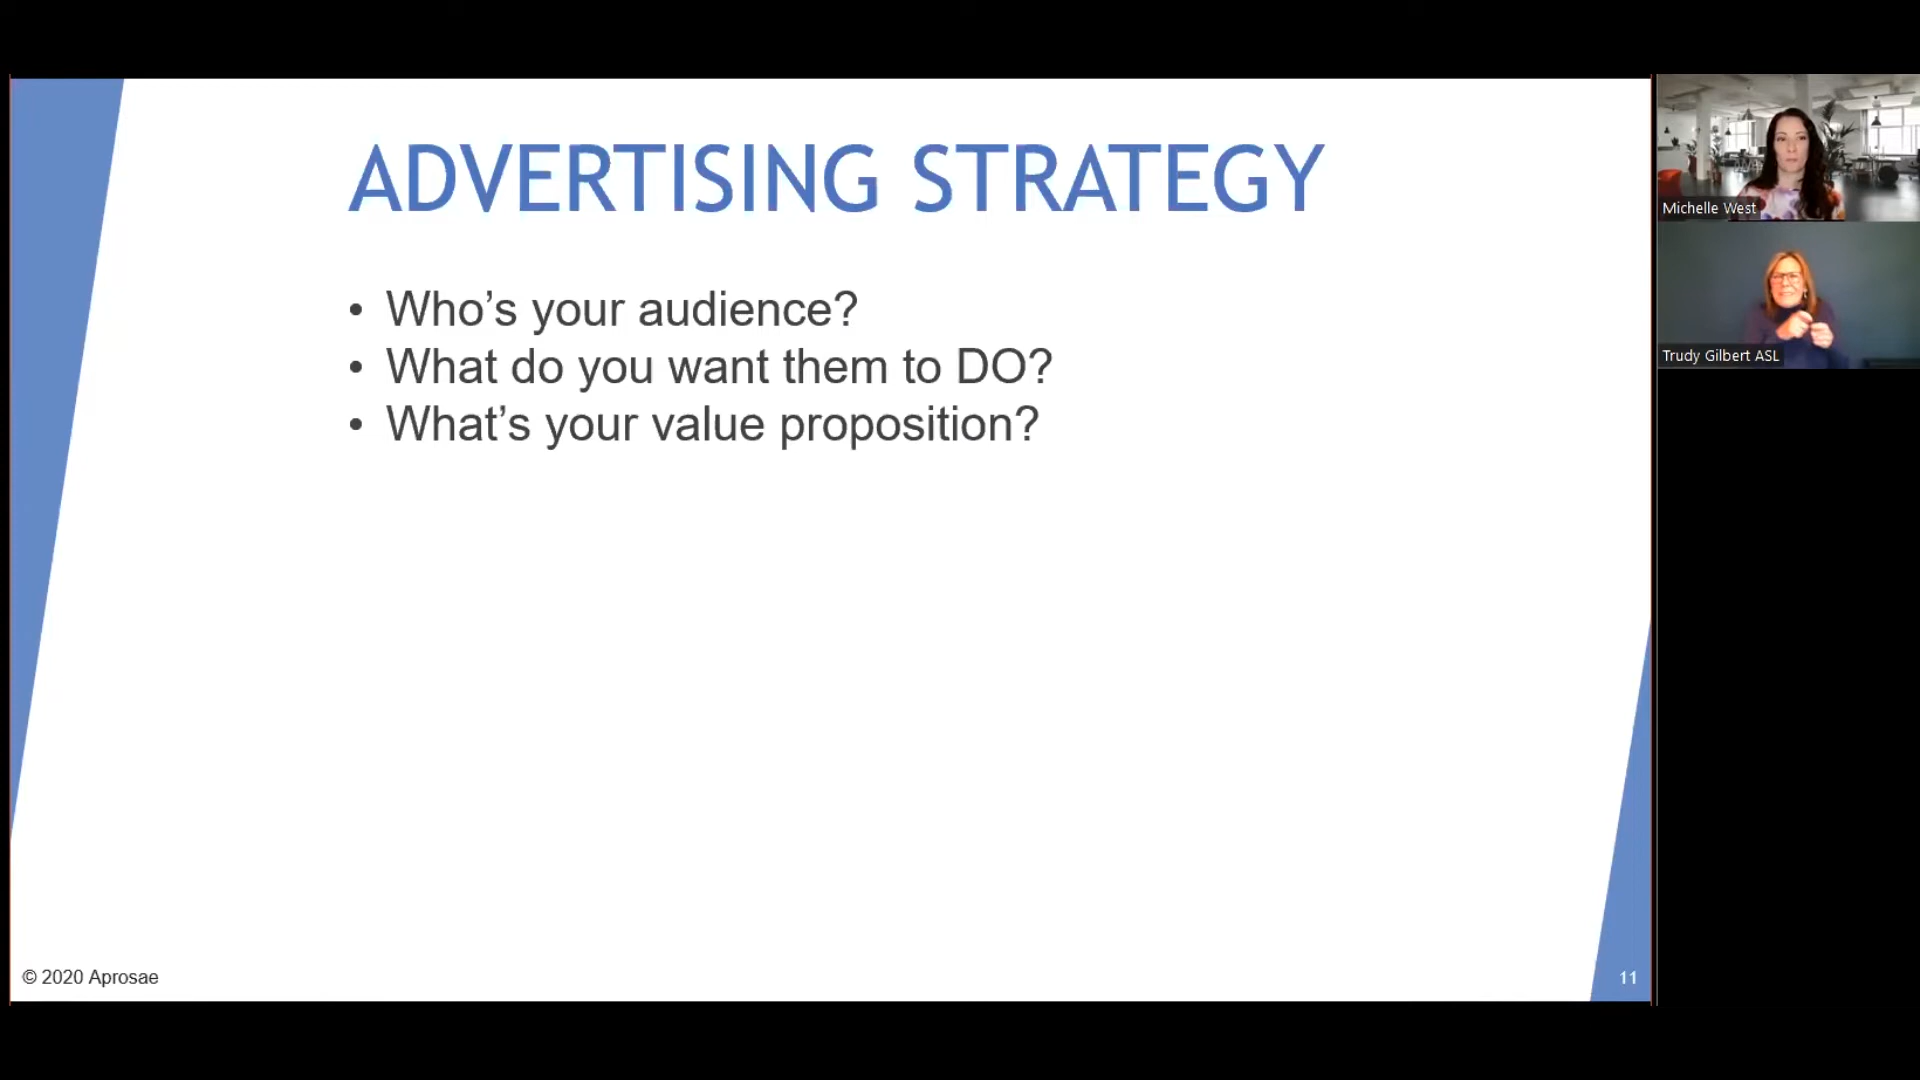 ADVERTISING STRATEGY
• Who’s your audience?
• What do you want them to DO?
• What’s your value proposition?
© 2020 Aprosae
11
Michelle West
Trudy Gilbert ASL